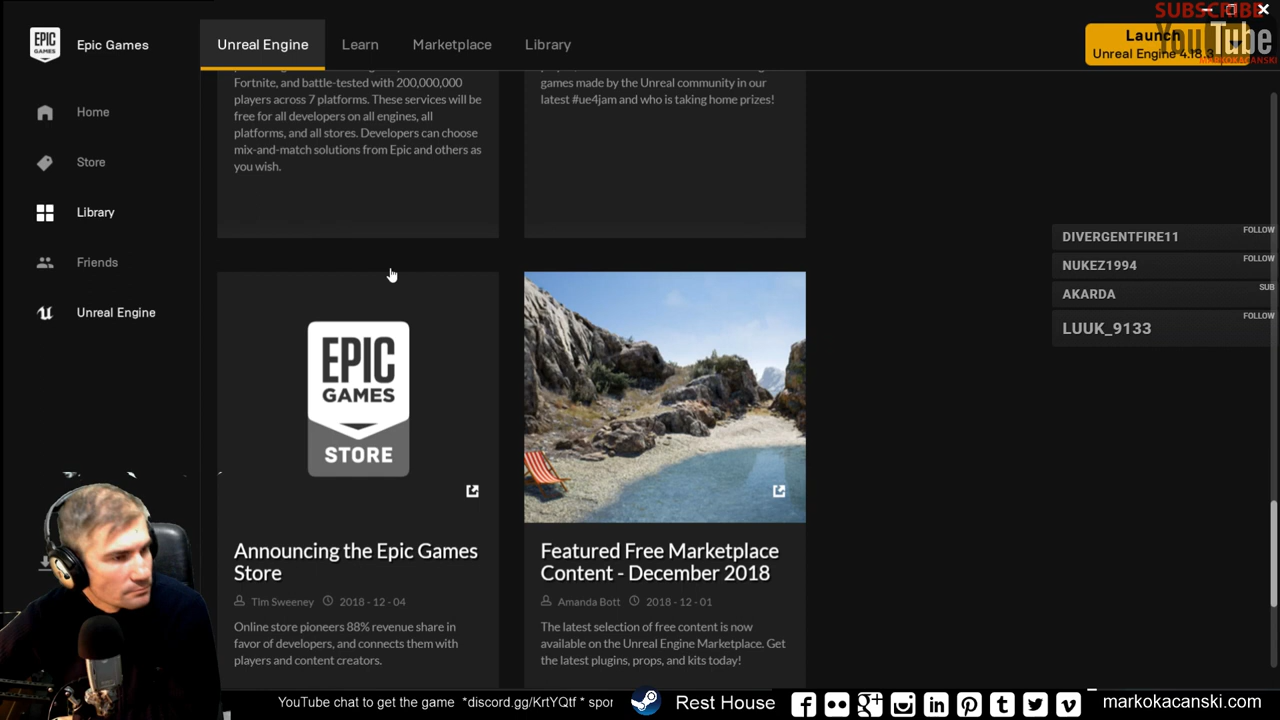 SUBSCRIBE
You Tube
MARKOKACANSKI
EPIC
GAMES
Epic Games
Unreal Engine
Learn
Marketplace
Library
Launch
Unreal Engine 4.18.3
Home
Store
Library
Friends
Unreal Engine
Fortnite, and battle-tested with 200,000,000
players across 7 platforms. These services will be
free for all developers on all engines, all
platforms, and all stores. Developers can choose
mix-and-match solutions from Epic and others as
you wish.
games made by the Unreal community in our
latest #ue4jam and who is taking home prizes!
DIVERGENTFIRE11 FOLLOW
NUKEZ1994 FOLLOW
AKARDA SUB
LUUK_9133 FOLLOW
EPIC
GAMES
STORE
Announcing the Epic Games
Store
Tim Sweeney 2018 - 12 - 04
Online store pioneers 88% revenue share in
favor of developers, and connects them with
players and content creators.
Featured Free Marketplace
Content - December 2018
Amanda Bott 2018 - 12 - 01
The latest selection of free content is now
available on the Unreal Engine Marketplace. Get
the latest plugins, props, and kits today!
YouTube chat to get the game *discord.gg/KrtYQtf * spor
Rest House
markokacanski.com